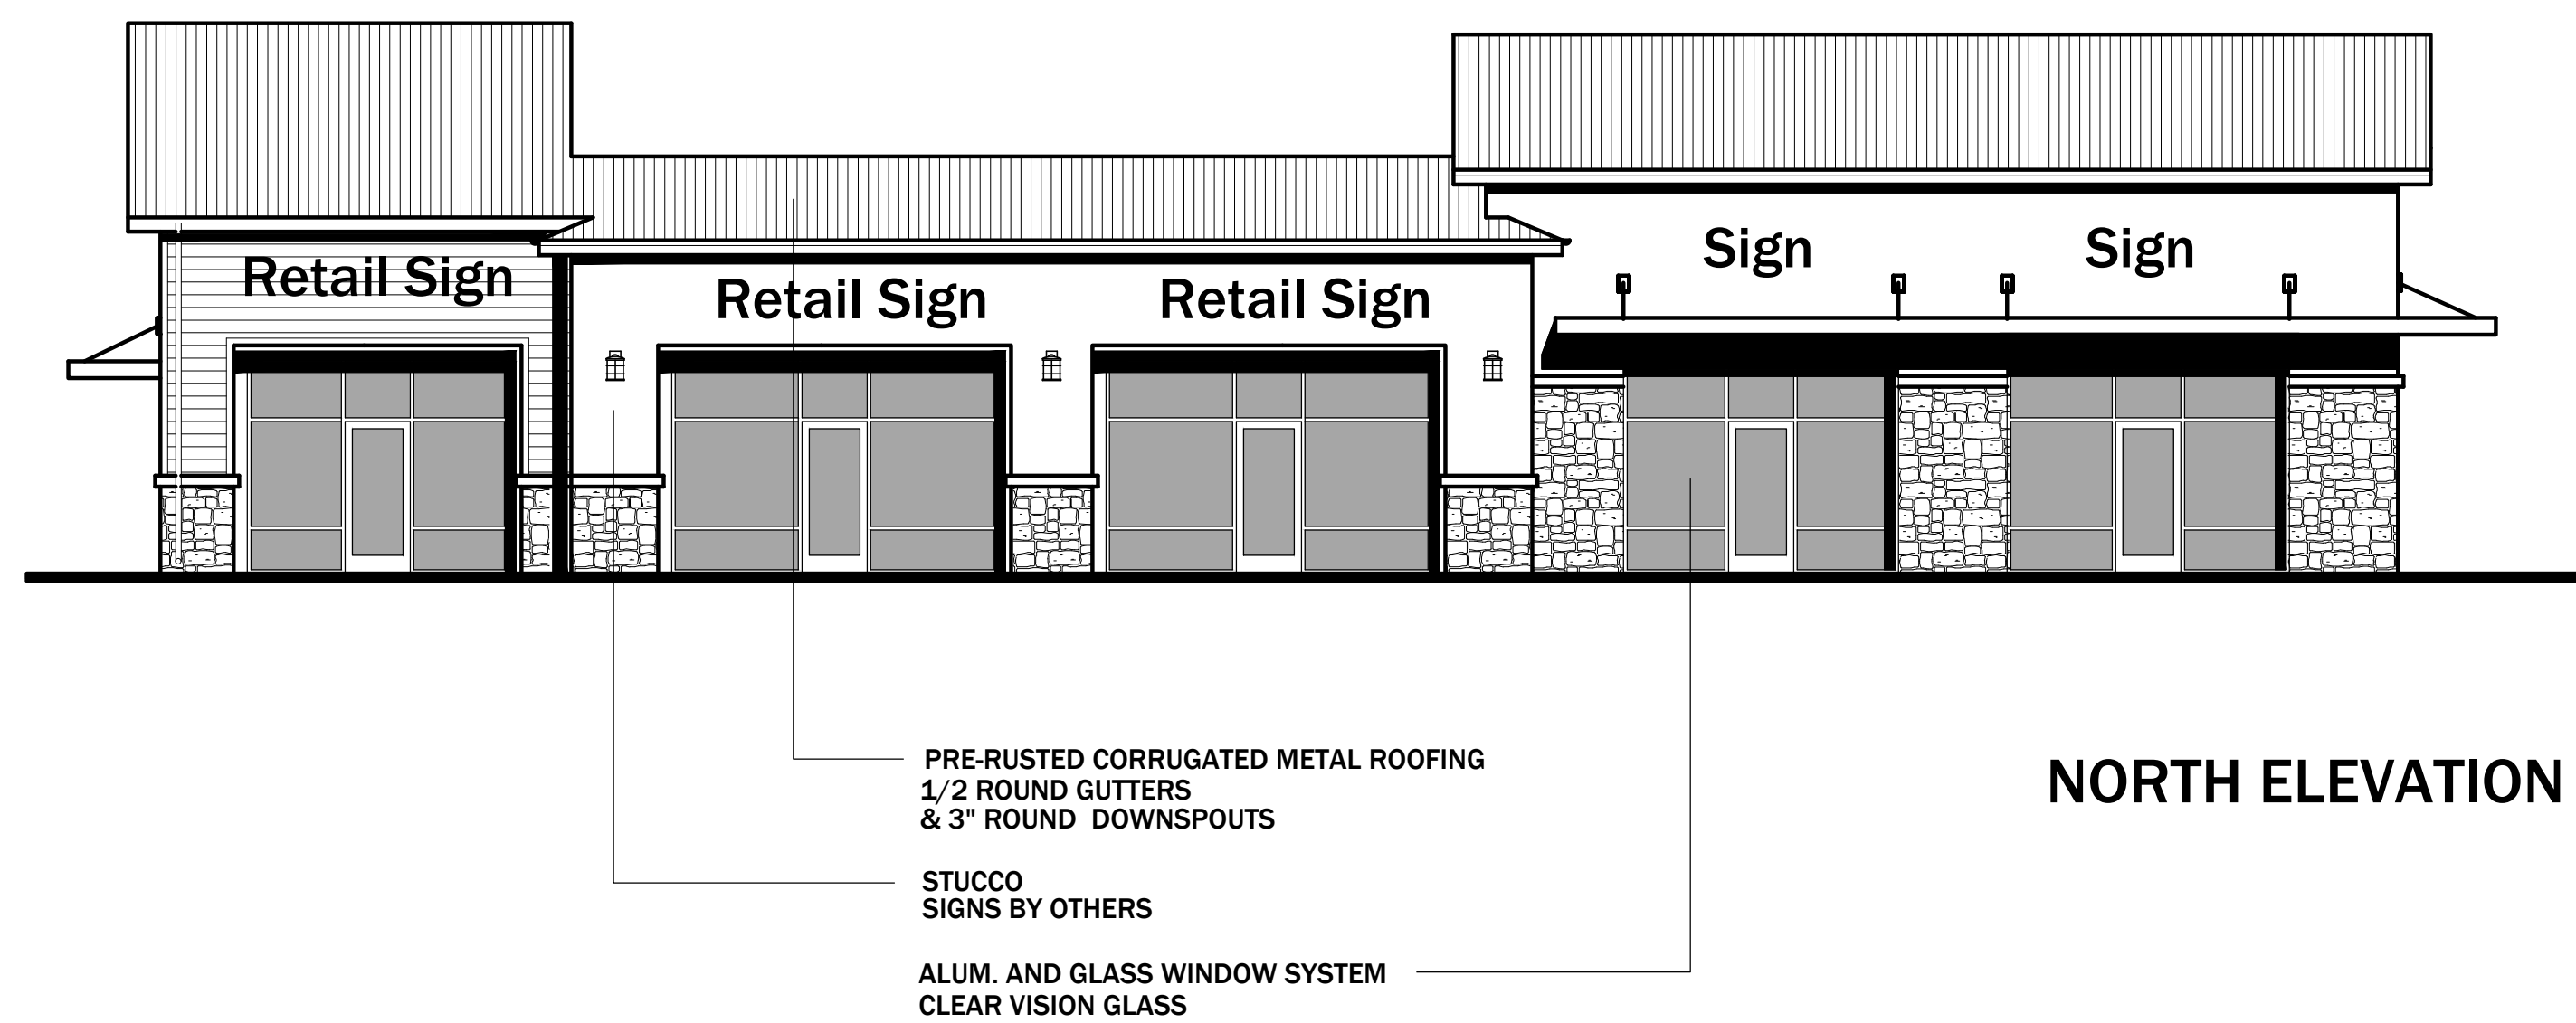 Sign
Sign
Retail Sign
Retail Sign
Retail Sign
PRE-RUSTED CORRUGATED METAL ROOFING
1/2 ROUND GUTTERS
& 3" ROUND DOWNSPOUTS
NORTH ELEVATION
STUCCO
SIGNS BY OTHERS
ALUM. AND GLASS WINDOW SYSTEM
CLEAR VISION GLASS